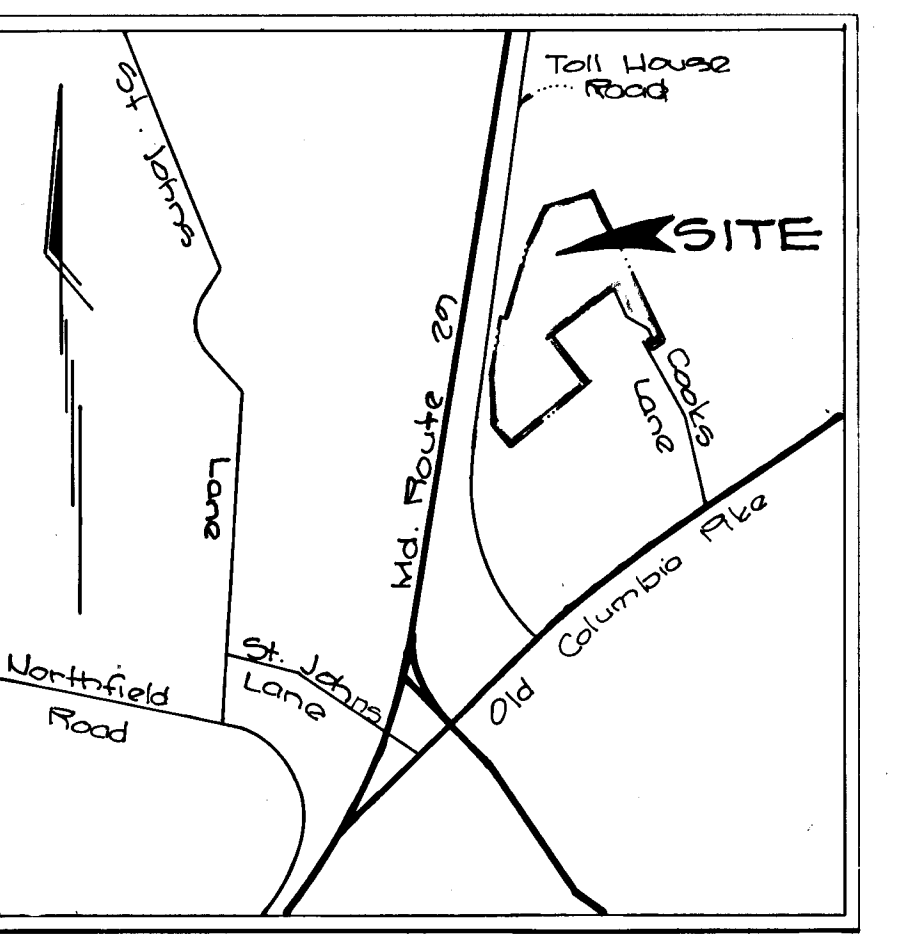 Toll House
Road
St. Johns
Lane
SITE
Md. Route 29
Cooks
Lane
Old Columbia Pike
St. Johns
Lane
Northfield
Road